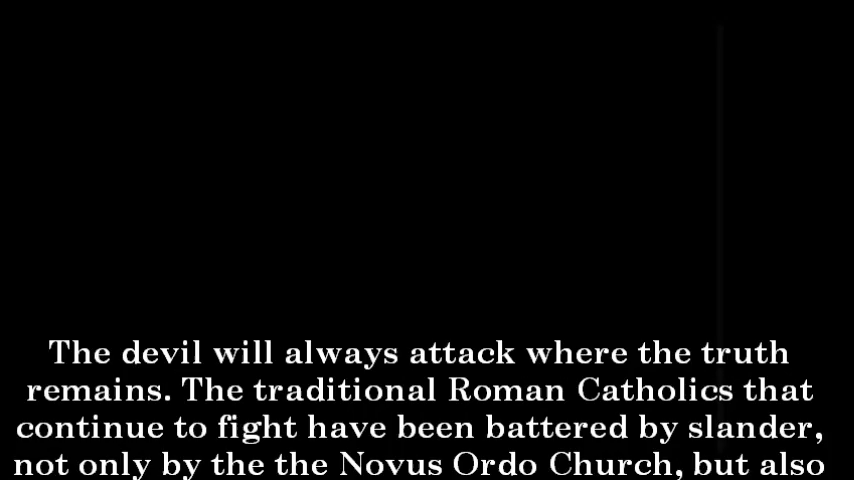 The devil will always attack where the truth
remains. The traditional Roman Catholics that
continue to fight have been battered by slander,
not only by the the Novus Ordo Church, but also